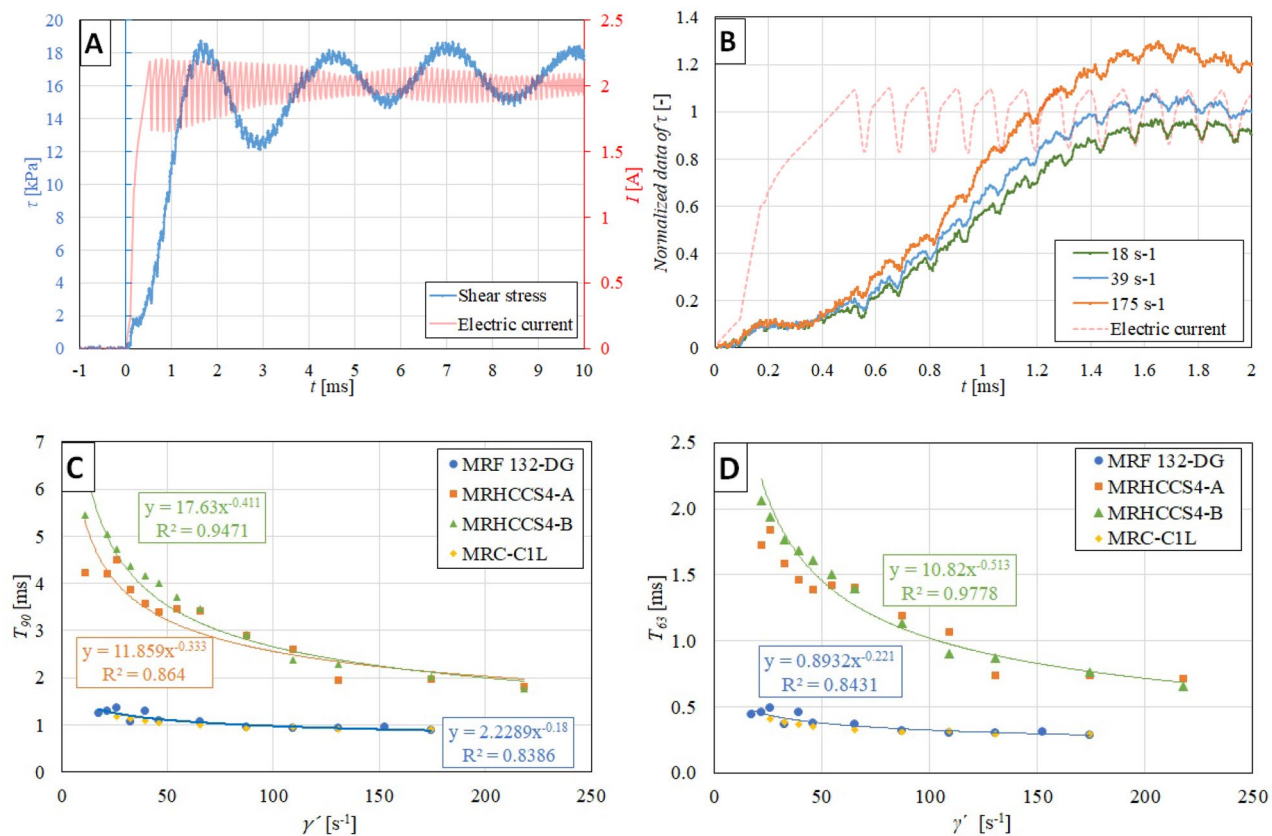 A
τ [kPa]
20
18
16
14
12
10
8
6
4
2
0
2.5
2
1.5
1
0.5
0
I [A]
Shear stress
Electric current
-1 0 1 2 3 4 5 6 7 8 9 10
t [ms]
B
Normalized data of τ [-]
1.4
1.2
1
0.8
0.6
0.4
0.2
0
18 s-1
39 s-1
175 s-1
Electric current
0 0.2 0.4 0.6 0.8 1 1.2 1.4 1.6 1.8 2
t [ms]
C
T90 [ms]
7
6
5
4
3
2
1
0
MRF 132-DG
MRHCCS4-A
MRHCCS4-B
MRC-C1L
y = 17.63x^-0.411
R² = 0.9471
y = 11.859x^-0.333
R² = 0.864
y = 2.2289x^-0.18
R² = 0.8386
0 50 100 150 200 250
γ´ [s-1]
D
T63 [ms]
2.5
2.0
1.5
1.0
0.5
0.0
MRF 132-DG
MRHCCS4-A
MRHCCS4-B
MRC-C1L
y = 10.82x^-0.513
R² = 0.9778
y = 0.8932x^-0.221
R² = 0.8431
0 50 100 150 200 250
γ´ [s-1]